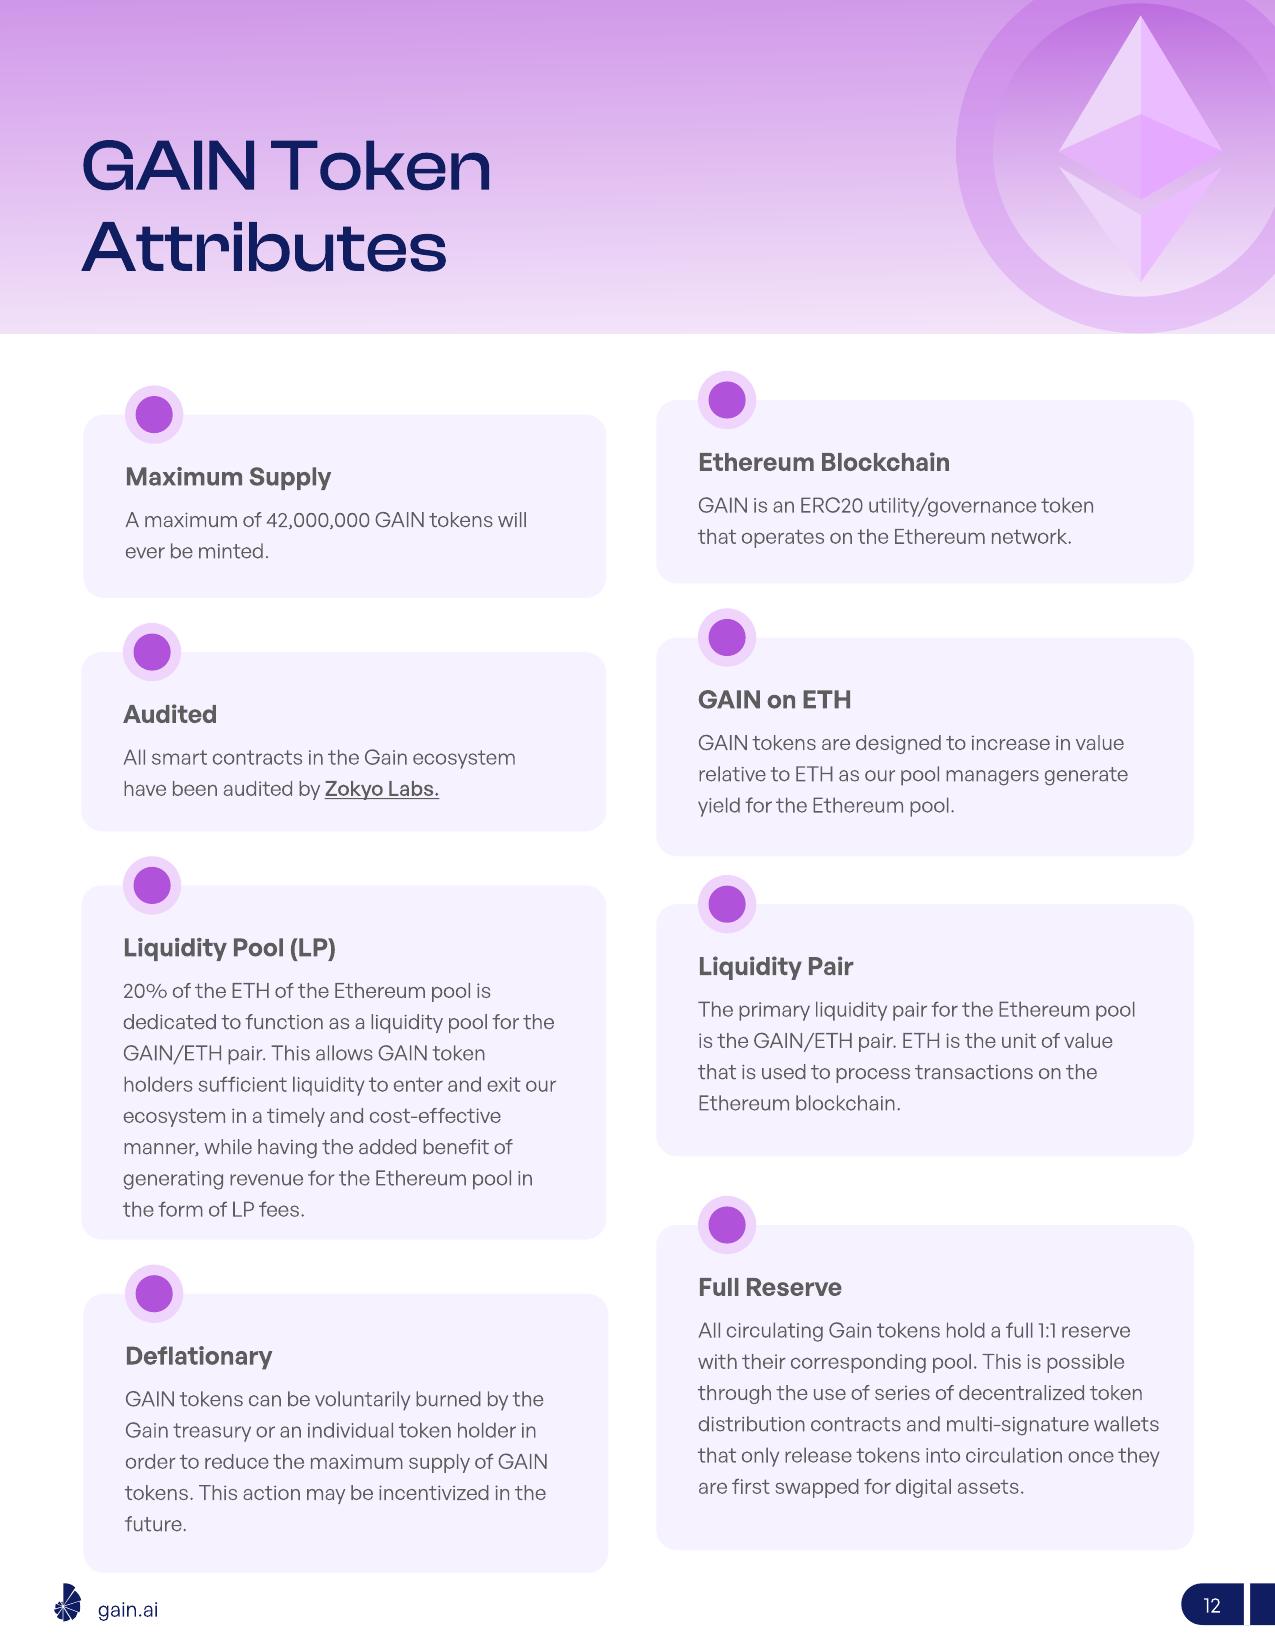 GAIN Token
Attributes
Maximum Supply
A maximum of 42,000,000 GAIN tokens will
ever be minted.
Audited
All smart contracts in the Gain ecosystem
have been audited by Zokyo Labs.
Liquidity Pool (LP)
20% of the ETH of the Ethereum pool is
dedicated to function as a liquidity pool for the
GAIN/ETH pair. This allows GAIN token
holders sufficient liquidity to enter and exit our
ecosystem in a timely and cost-effective
manner, while having the added benefit of
generating revenue for the Ethereum pool in
the form of LP fees.
Deflationary
GAIN tokens can be voluntarily burned by the
Gain treasury or an individual token holder in
order to reduce the maximum supply of GAIN
tokens. This action may be incentivized in the
future.
Ethereum Blockchain
GAIN is an ERC20 utility/governance token
that operates on the Ethereum network.
GAIN on ETH
GAIN tokens are designed to increase in value
relative to ETH as our pool managers generate
yield for the Ethereum pool.
Liquidity Pair
The primary liquidity pair for the Ethereum pool
is the GAIN/ETH pair. ETH is the unit of value
that is used to process transactions on the
Ethereum blockchain.
Full Reserve
All circulating Gain tokens hold a full 1:1 reserve
with their corresponding pool. This is possible
through the use of series of decentralized token
distribution contracts and multi-signature wallets
that only release tokens into circulation once they
are first swapped for digital assets.
gain.ai
12